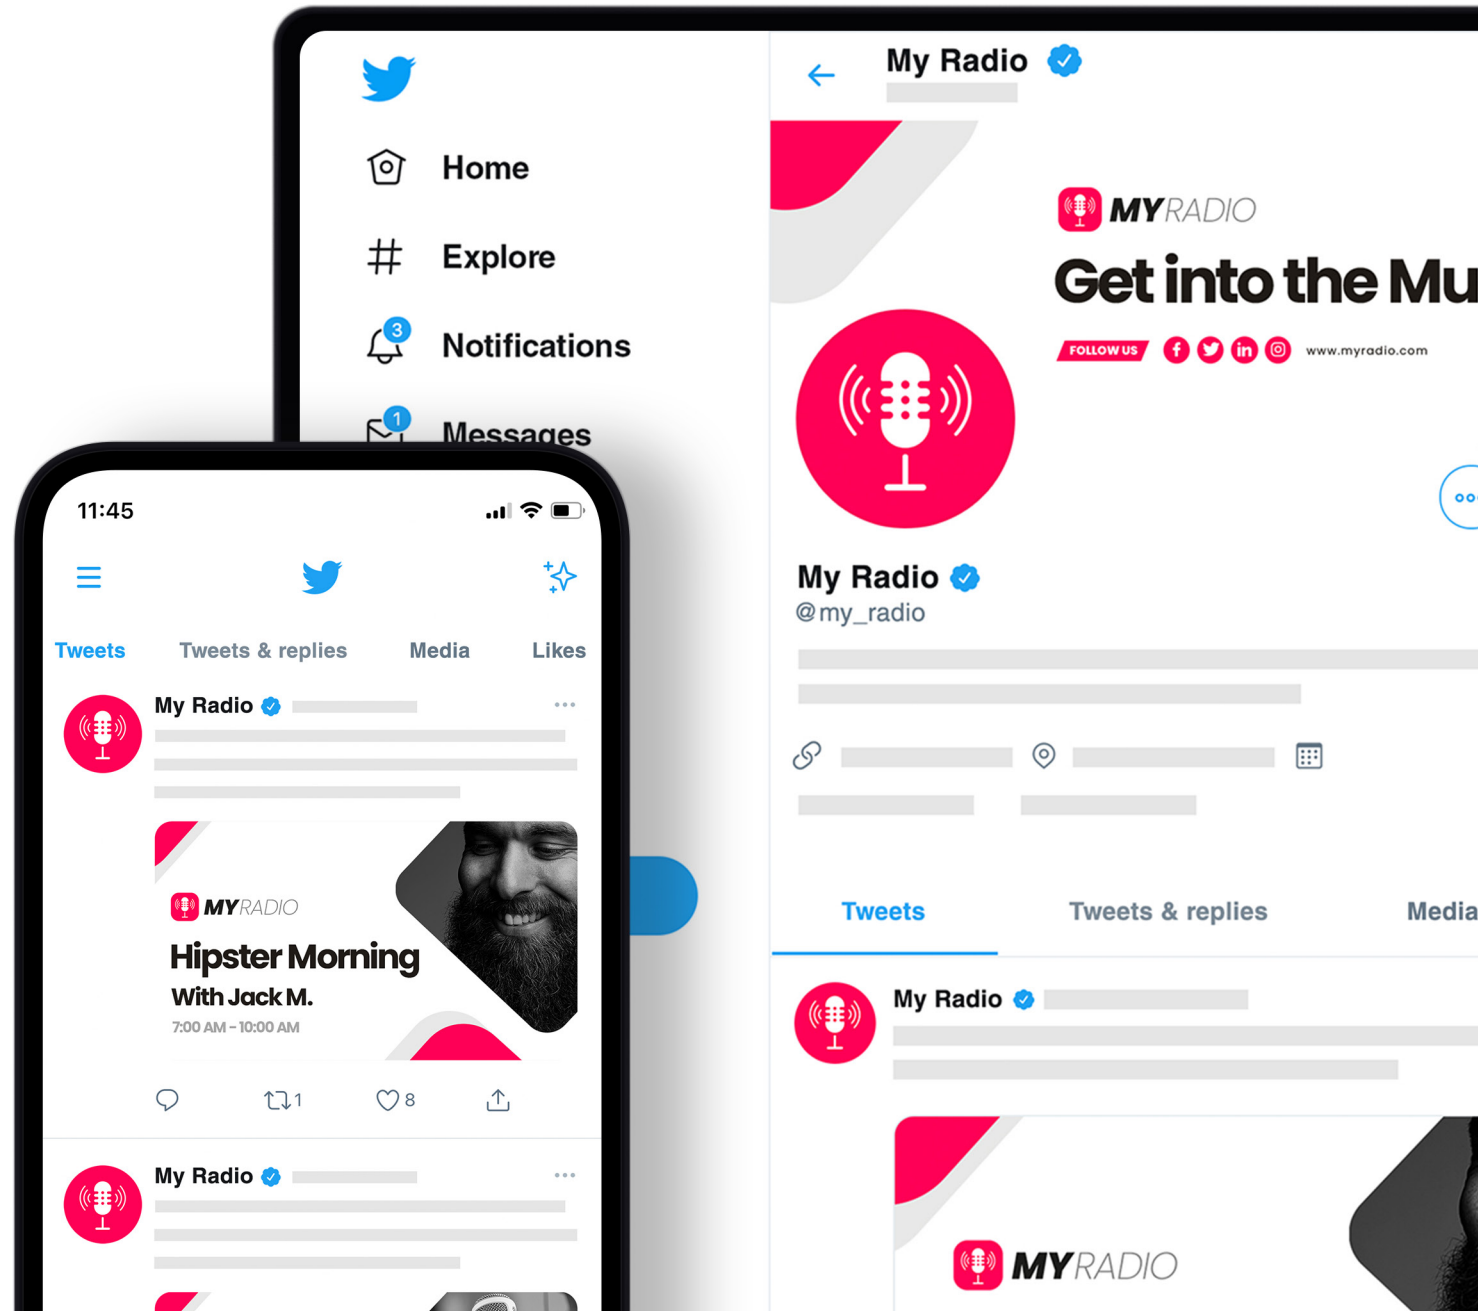 My Radio
Home
Explore
3
Notifications
1
Messages
MYRADIO
Get into the Mu
FOLLOW US
www.myradio.com
My Radio
@my_radio
Tweets
Tweets & replies
Media
My Radio
MYRADIO
11:45
Tweets
Tweets & replies
Media
Likes
My Radio
MYRADIO
Hipster Morning
With Jack M.
7:00 AM – 10:00 AM
1
8
My Radio